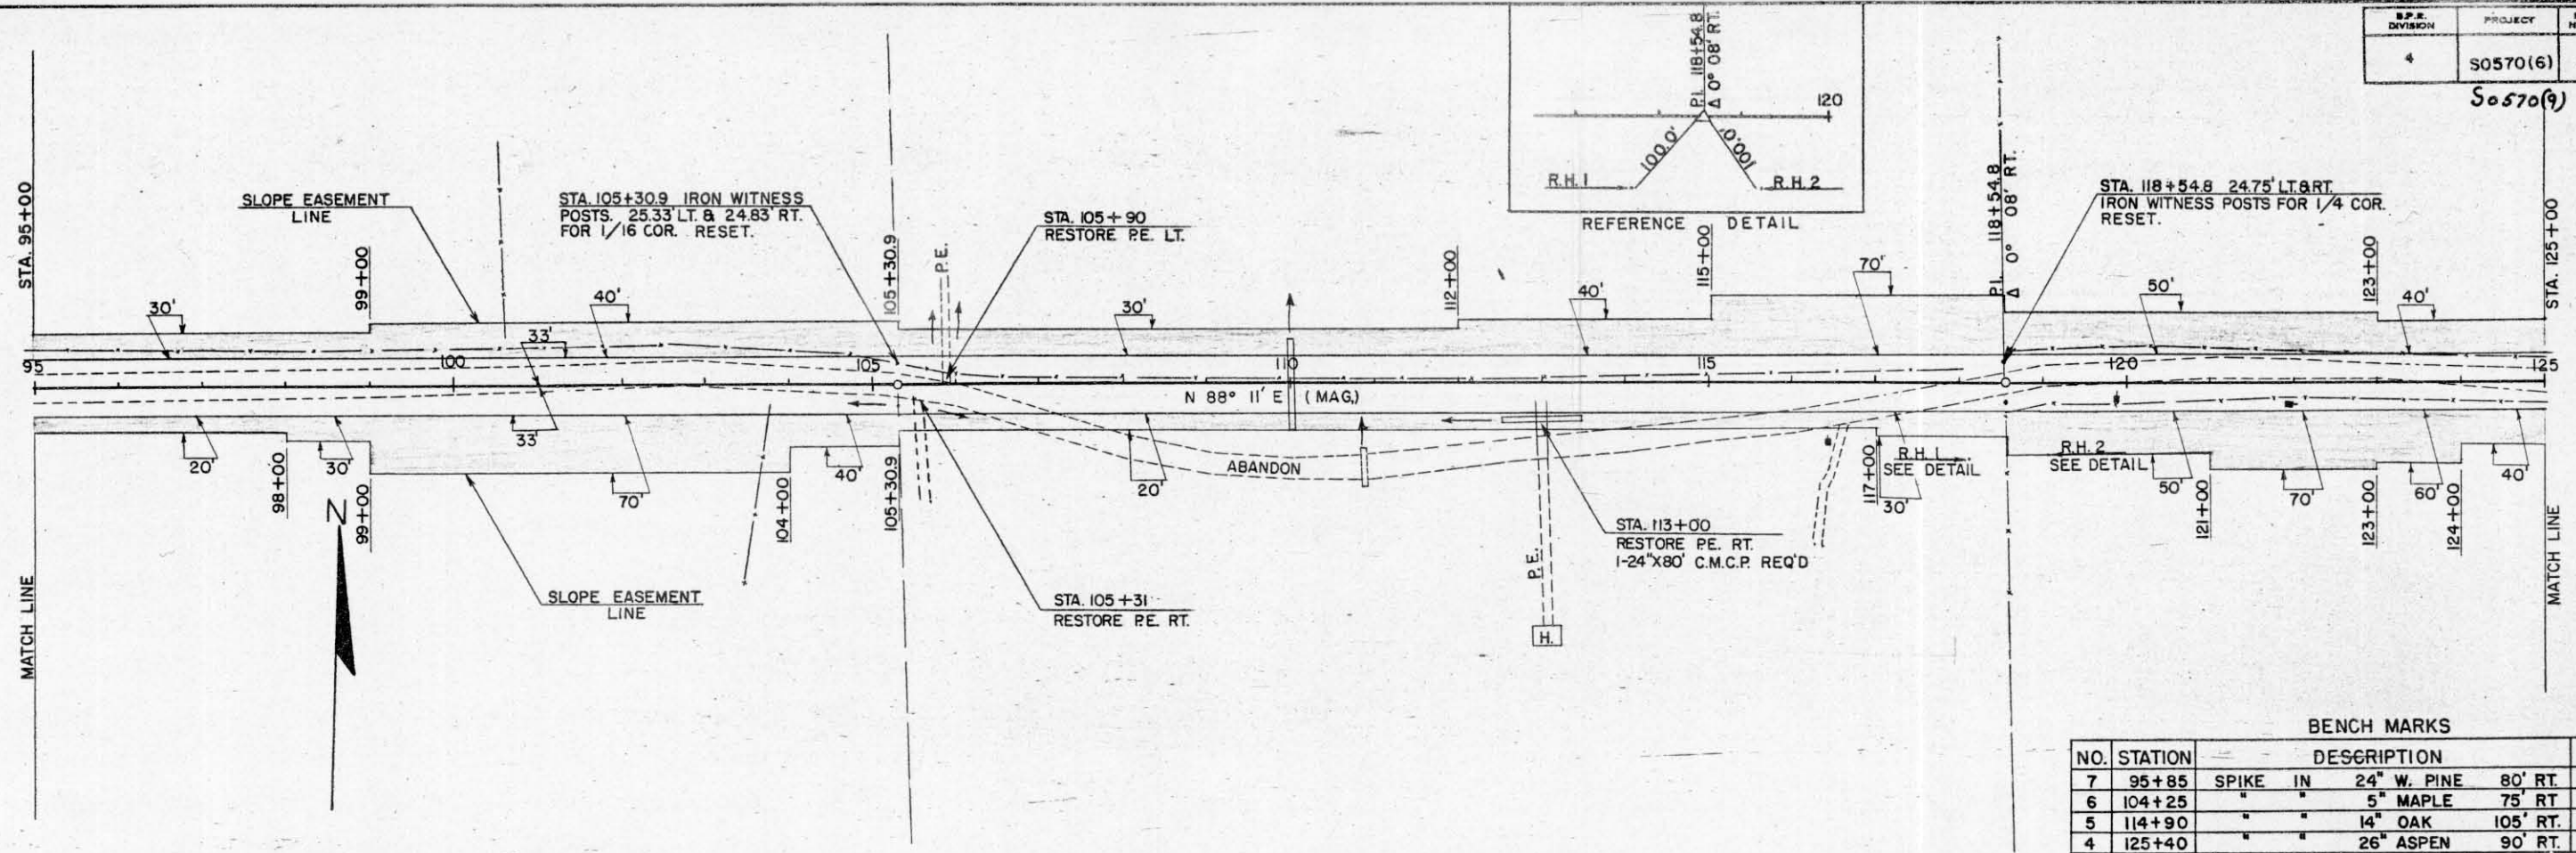 B.P.R. DIVISION
PROJECT
4
S0570(6)
S0570(9)
P.I. 118+54.8
Δ 0° 08' RT.
120
100.0'
100.0'
R.H. 1
R.H. 2
REFERENCE DETAIL
STA. 95+00
MATCH LINE
SLOPE EASEMENT
LINE
STA. 105+30.9 IRON WITNESS
POSTS. 25.33' LT. & 24.83' RT.
FOR 1/16 COR. RESET.
STA. 105+90
RESTORE P.E. LT.
P.E.
STA. 118+54.8 24.75' LT.&RT.
IRON WITNESS POSTS FOR 1/4 COR.
RESET.
P.I. 118+54.8
Δ 0° 08' RT.
STA. 125+00
MATCH LINE
99+00
105+30.9
112+00
115+00
123+00
30'
40'
30'
40'
70'
50'
40'
33'
95
100
105
110
115
120
125
N 88° 11' E (MAG.)
33'
20'
30'
70'
40'
20'
30'
50'
70'
60'
40'
98+00
99+00
104+00
105+30.9
117+00
121+00
123+00
124+00
ABANDON
R.H. 1
SEE DETAIL
R.H. 2
SEE DETAIL
N
SLOPE EASEMENT
LINE
STA. 105+31
RESTORE P.E. RT.
STA. 113+00
RESTORE P.E. RT.
1-24"X80' C.M.C.P. REQ'D
P.E.
H.
BENCH MARKS
NO. STATION DESCRIPTION
7 95+85 SPIKE IN 24" W. PINE 80' RT.
6 104+25 " " 5" MAPLE 75' RT
5 114+90 " " 14" OAK 105' RT.
4 125+40 " " 26" ASPEN 90' RT.